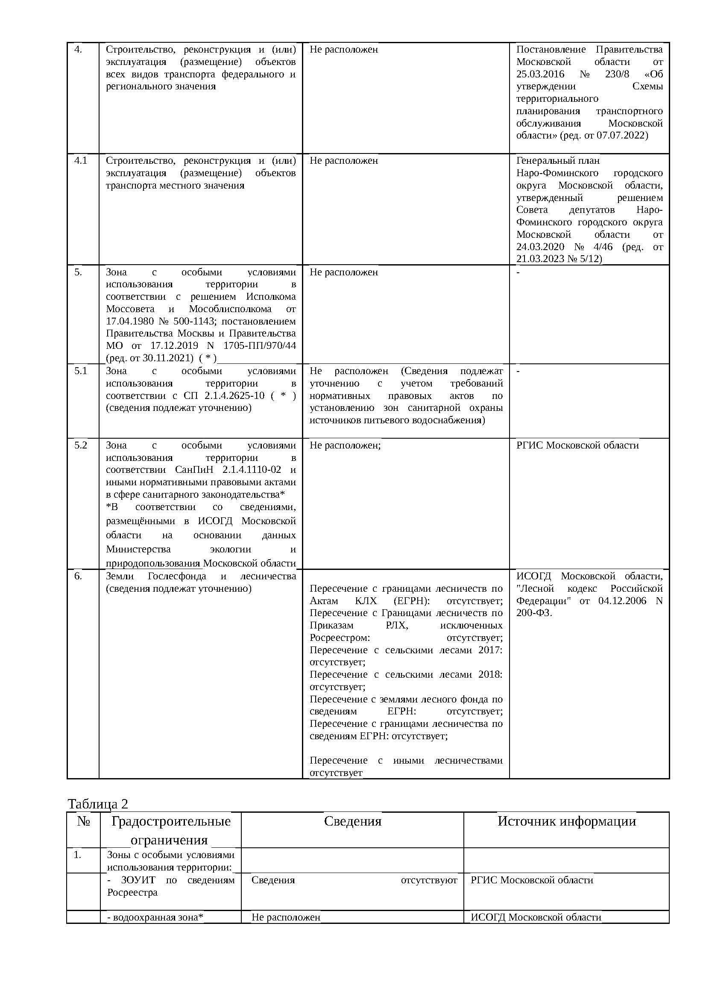 4.
Строительство, реконструкция и (или)
эксплуатация (размещение) объектов
всех видов транспорта федерального и
регионального значения
Не расположен
Постановление Правительства
Московской области от
25.03.2016 № 230/8 «Об
утверждении Схемы
территориального
планирования транспортного
обслуживания Московской
области» (ред. от 07.07.2022)
4.1
Строительство, реконструкция и (или)
эксплуатация (размещение) объектов
транспорта местного значения
Не расположен
Генеральный план
Наро-Фоминского городского
округа Московской области,
утвержденный решением
Совета депутатов Наро-
Фоминского городского округа
Московской области от
24.03.2020 № 4/46 (ред. от
21.03.2023 № 5/12)
5.
Зона с особыми условиями
использования территории в
соответствии с решением Исполкома
Моссовета и Мособлисполкома от
17.04.1980 № 500-1143; постановлением
Правительства Москвы и Правительства
МО от 17.12.2019 N 1705-ПП/970/44
(ред. от 30.11.2021) ( * )
Не расположен
-
5.1
Зона с особыми условиями
использования территории в
соответствии с СП 2.1.4.2625-10 ( * )
(сведения подлежат уточнению)
Не расположен (Сведения подлежат
уточнению с учетом требований
нормативных правовых актов по
установлению зон санитарной охраны
источников питьевого водоснабжения)
-
5.2
Зона с особыми условиями
использования территории в
соответствии СанПиН 2.1.4.1110-02 и
иными нормативными правовыми актами
в сфере санитарного законодательства*
*В соответствии со сведениями,
размещёнными в ИСОГД Московской
области на основании данных
Министерства экологии и
природопользования Московской области
Не расположен;
РГИС Московской области
6.
Земли Гослесфонда и лесничества
(сведения подлежат уточнению)
Пересечение с границами лесничеств по
Актам КЛХ (ЕГРН): отсутствует;
Пересечение с Границами лесничеств по
Приказам РЛХ, исключенных
Росреестром: отсутствует;
Пересечение с сельскими лесами 2017:
отсутствует;
Пересечение с сельскими лесами 2018:
отсутствует;
Пересечение с землями лесного фонда по
сведениям ЕГРН: отсутствует;
Пересечение с границами лесничества по
сведениям ЕГРН: отсутствует;
Пересечение с иными лесничествами
отсутствует
ИСОГД Московской области,
"Лесной кодекс Российской
Федерации" от 04.12.2006 N
200-ФЗ.
Таблица 2
№
Градостроительные
ограничения
Сведения
Источник информации
1.
Зоны с особыми условиями
использования территории:
- ЗОУИТ по сведениям
Росреестра
Сведения отсутствуют
РГИС Московской области
- водоохранная зона*
Не расположен
ИСОГД Московской области